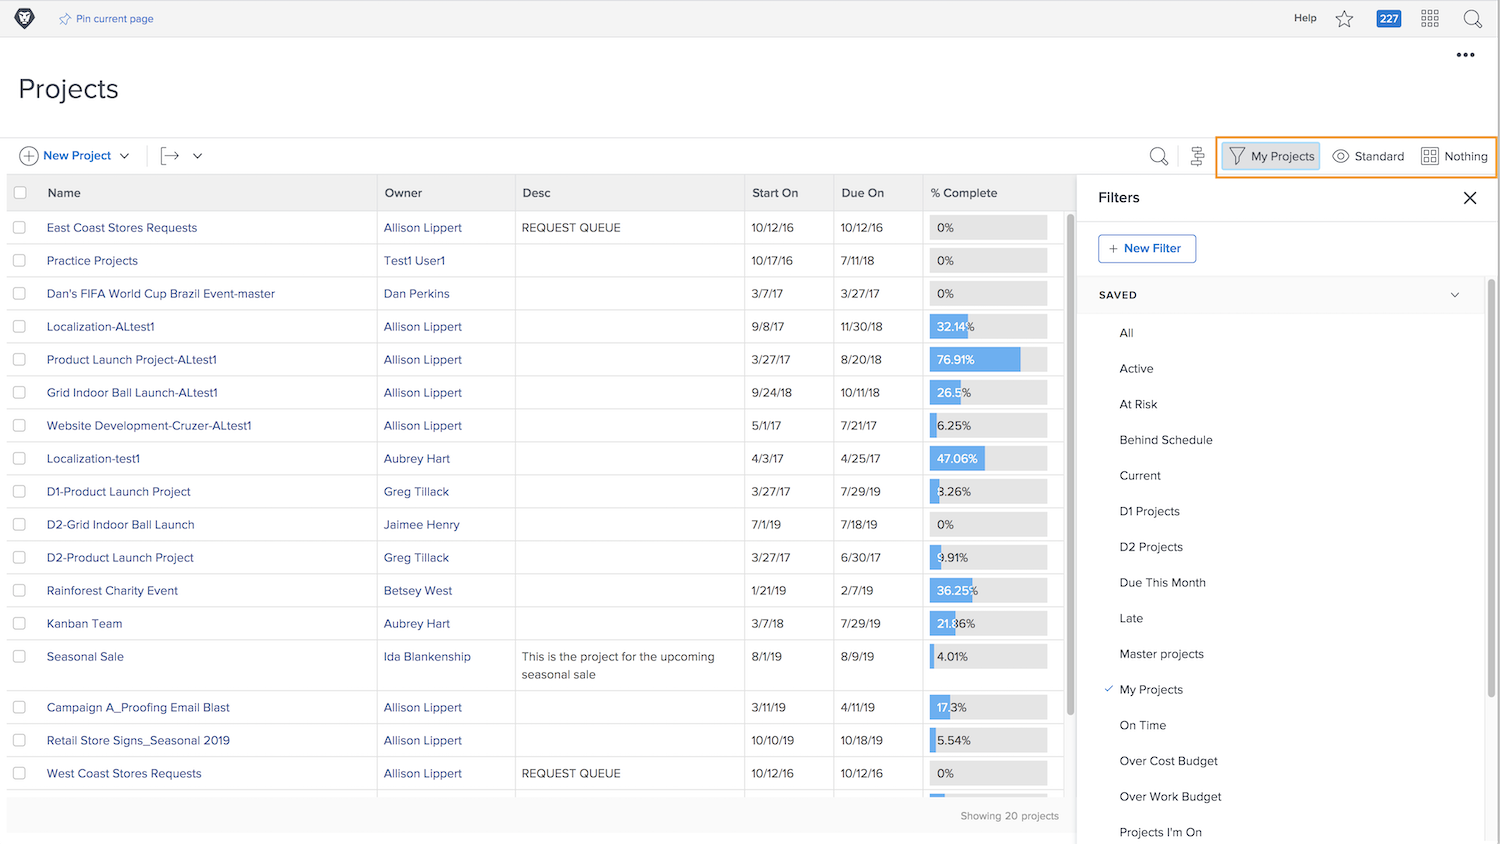 Pin current page
Help
227
Projects
New Project
My Projects Standard Nothing
Name Owner Desc Start On Due On % Complete
East Coast Stores Requests Allison Lippert REQUEST QUEUE 10/12/16 10/12/16 0%
Practice Projects Test1 User1 10/17/16 7/11/18 0%
Dan's FIFA World Cup Brazil Event-master Dan Perkins 3/7/17 3/27/17 0%
Localization-ALtest1 Allison Lippert 9/8/17 11/30/18 32.14%
Product Launch Project-ALtest1 Allison Lippert 3/27/17 8/20/18 76.91%
Grid Indoor Ball Launch-ALtest1 Allison Lippert 9/24/18 10/11/18 26.5%
Website Development-Cruzer-ALtest1 Allison Lippert 5/1/17 7/21/17 6.25%
Localization-test1 Aubrey Hart 4/3/17 4/25/17 47.06%
D1-Product Launch Project Greg Tillack 3/27/17 7/29/19 8.26%
D2-Grid Indoor Ball Launch Jaimee Henry 7/1/19 7/18/19 0%
D2-Product Launch Project Greg Tillack 3/27/17 6/30/17 9.91%
Rainforest Charity Event Betsey West 1/21/19 2/7/19 36.25%
Kanban Team Aubrey Hart 3/7/18 7/29/19 21.86%
Seasonal Sale Ida Blankenship This is the project for the upcoming 8/1/19 8/9/19 4.01%
seasonal sale
Campaign A_Proofing Email Blast Allison Lippert 3/11/19 4/11/19 17.3%
Retail Store Signs_Seasonal 2019 Allison Lippert 10/10/19 10/18/19 5.54%
West Coast Stores Requests Allison Lippert REQUEST QUEUE 10/12/16 10/12/16 0%
Showing 20 projects
Filters
+ New Filter
SAVED
All
Active
At Risk
Behind Schedule
Current
D1 Projects
D2 Projects
Due This Month
Late
Master projects
My Projects
On Time
Over Cost Budget
Over Work Budget
Projects I'm On